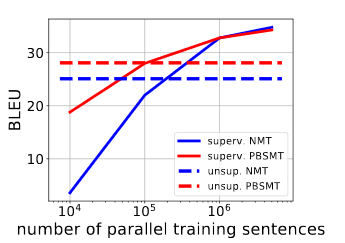 BLEU
30
20
10
10^4
10^5
10^6
superv. NMT
superv. PBSMT
unsup. NMT
unsup. PBSMT
number of parallel training sentences